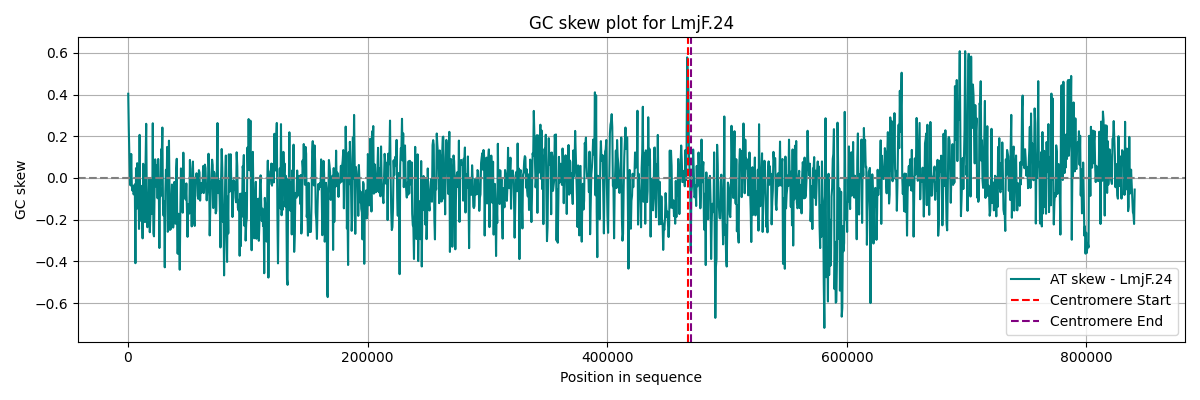 GC skew plot for LmjF.24
GC skew
0.6
0.4
0.2
0.0
−0.2
−0.4
−0.6
AT skew - LmjF.24
Centromere Start
Centromere End
0 200000 400000 600000 800000
Position in sequence